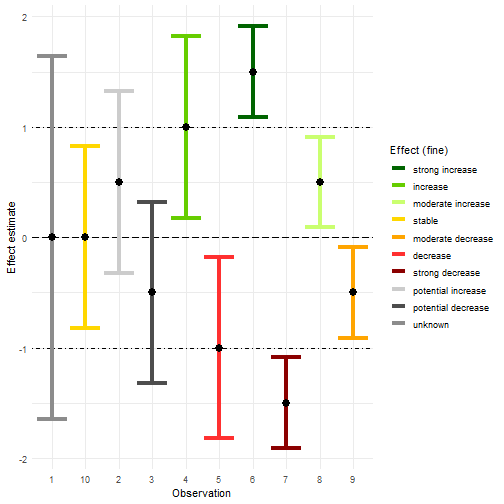 2
1
0
-1
-2
Effect estimate
1 10 2 3 4 5 6 7 8 9
Observation
Effect (fine)
strong increase
increase
moderate increase
stable
moderate decrease
decrease
strong decrease
potential increase
potential decrease
unknown